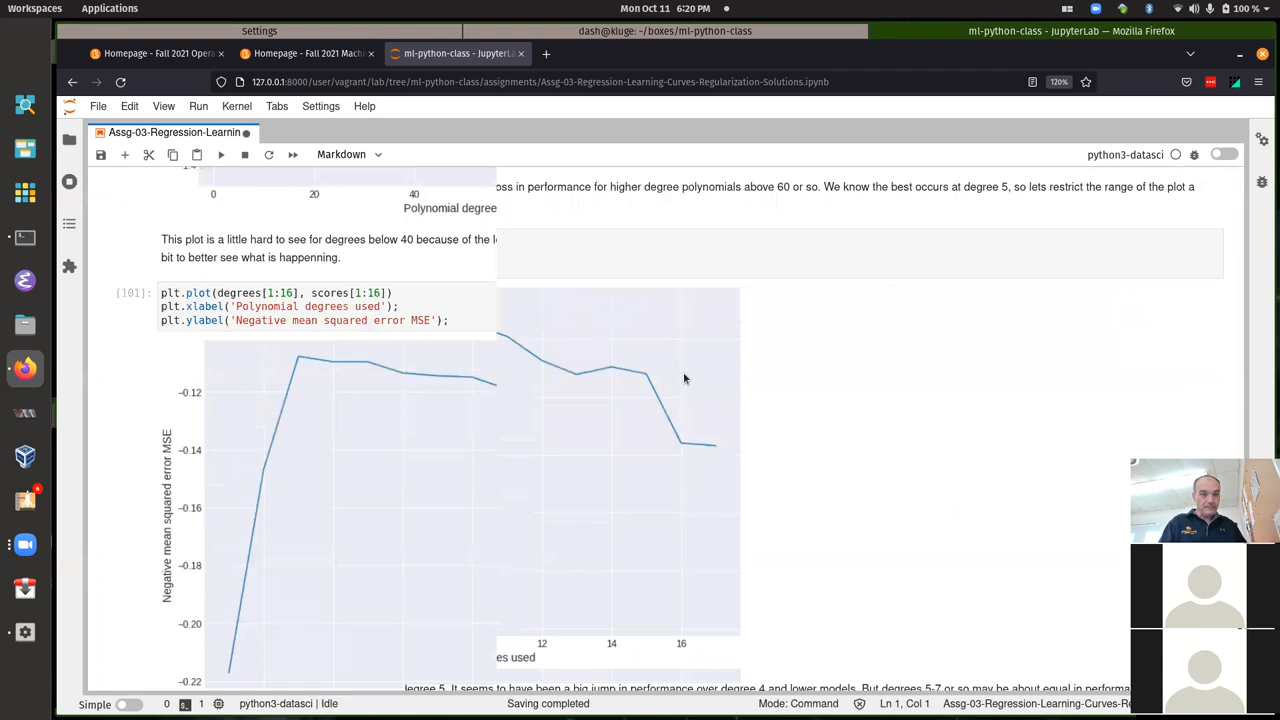 Workspaces Applications Mon Oct 11 6:20 PM 100 %
Settings dash@kluge: ~/boxes/ml-python-class ml-python-class - JupyterLab — Mozilla Firefox
Homepage - Fall 2021 Opera Homepage - Fall 2021 Machi ml-python-class - JupyterLa
127.0.0.1:8000/user/vagrant/lab/tree/ml-python-class/assignments/Assg-03-Regression-Learning-Curves-Regularization-Solutions.ipynb 120%
File Edit View Run Kernel Tabs Settings Help
Assg-03-Regression-Learnin
Markdown python3-datasci
0 20 40
Polynomial degree
oss in performance for higher degree polynomials above 60 or so. We know the best occurs at degree 5, so lets restrict the range of the plot a
This plot is a little hard to see for degrees below 40 because of the l
bit to better see what is happenning.
[101]: plt.plot(degrees[1:16], scores[1:16])
plt.xlabel('Polynomial degrees used');
plt.ylabel('Negative mean squared error MSE');
−0.12
−0.14
−0.16
−0.18
−0.20
−0.22
Negative mean squared error MSE
12 14 16
es used
degree 5. It seems to have been a big jump in performance over degree 4 and lower models. But degrees 5-7 or so may be about equal in performa
6
Simple 0 1 python3-datasci | Idle Saving completed Mode: Command Ln 1, Col 1 Assg-03-Regression-Learning-Curves-Re